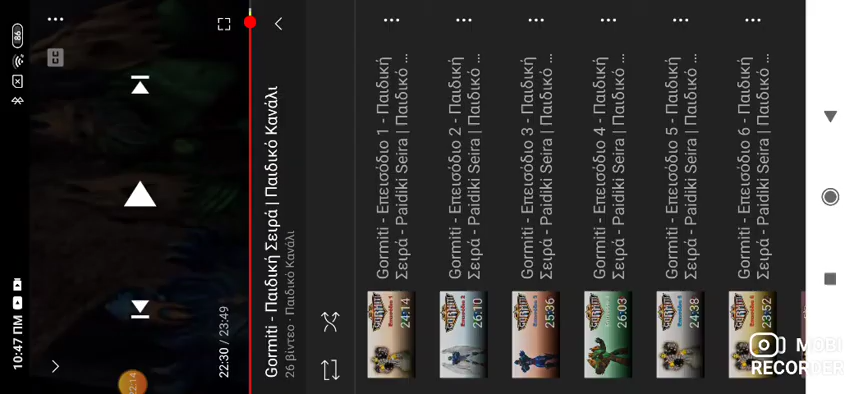 10:47 ΠΜ
86
CC
22:30 / 23:49
22:14
Gormiti - Παιδική Σειρά | Παιδικό Κανάλι
26 βίντεο · Παιδικό Κανάλι
24:14
Gormiti - Επεισόδιο 1 - Παιδική
Σειρά - Paidiki Seira | Παιδικό ...
26:10
Gormiti - Επεισόδιο 2 - Παιδική
Σειρά - Paidiki Seira | Παιδικό ...
25:36
Gormiti - Επεισόδιο 3 - Παιδική
Σειρά - Paidiki Seira | Παιδικό ...
26:03
Gormiti - Επεισόδιο 4 - Παιδική
Σειρά - Paidiki Seira | Παιδικό ...
24:38
Gormiti - Επεισόδιο 5 - Παιδική
Σειρά - Paidiki Seira | Παιδικό ...
23:52
Gormiti - Επεισόδιο 6 - Παιδική
Σειρά - Paidiki Seira | Παιδικό ...
MOBI
RECORDER